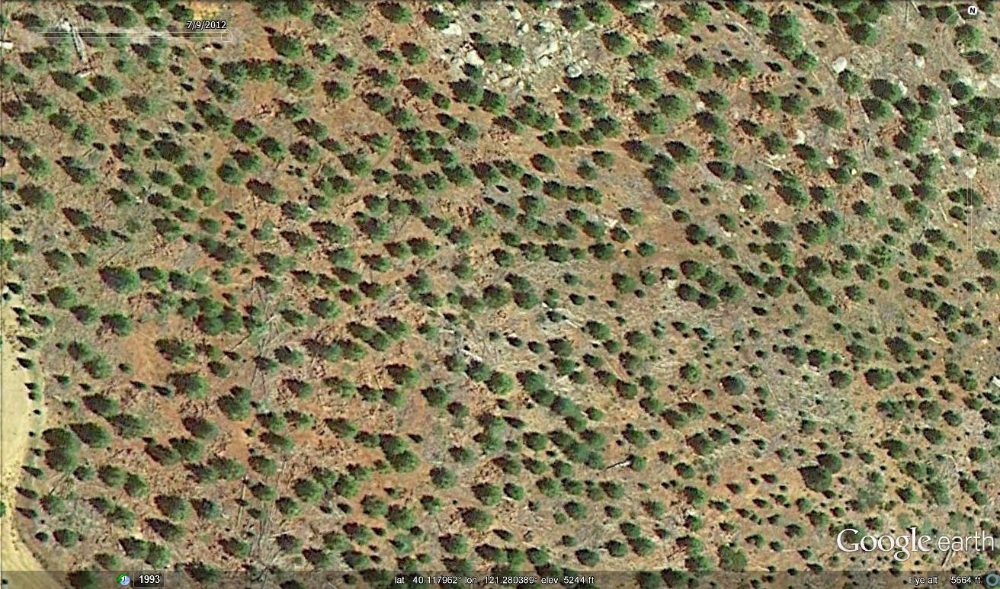 7/9/2012
N
Google earth
1993
lat 40.117962° lon -121.280389° elev 5244 ft
Eye alt 5664 ft